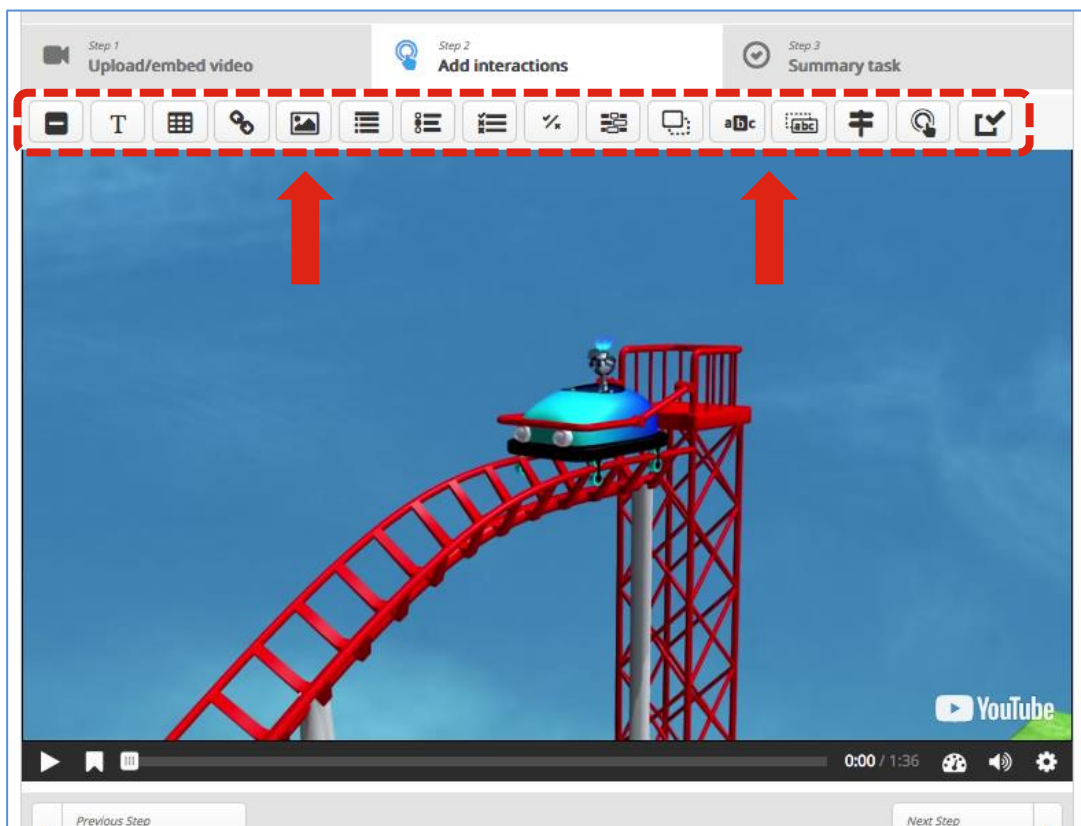 Step 1
Upload/embed video
Step 2
Add interactions
Step 3
Summary task
T
abc
abc
YouTube
0:00 / 1:36
Previous Step
Next Step